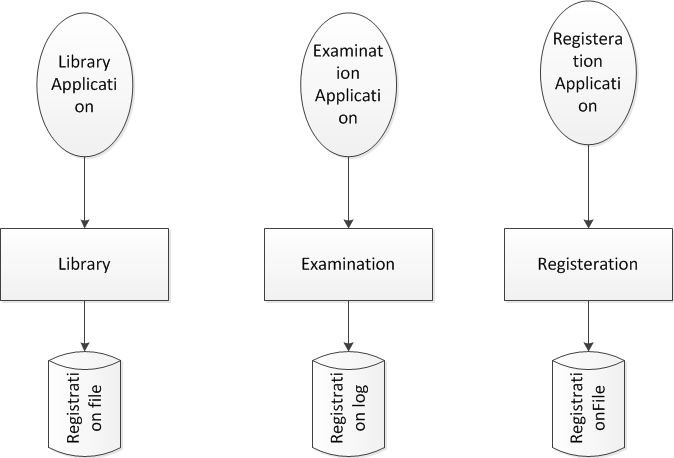 Library
Applicati
on
Examinat
ion
Applicati
on
Registera
tion
Applicati
on
Library
Examination
Registeration
Registrati
on file
Registrati
on log
Registrati
onFile